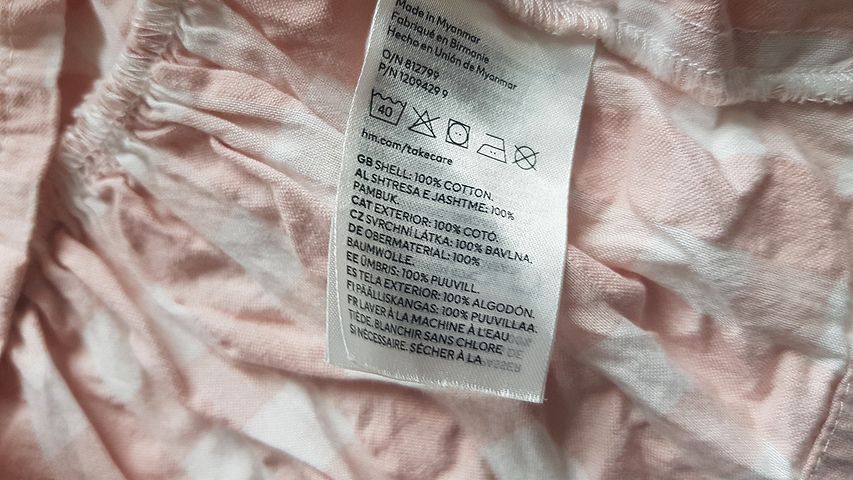 Made in Myanmar
Fabriqué en Birmanie
Hecho en Unión de Myanmar
O/N 812799
P/N 1209429 9
40
hm.com/takecare
GB SHELL: 100% COTTON.
AL SHTRESA E JASHTME: 100%
PAMBUK.
CAT EXTERIOR: 100% COTÓ.
CZ SVRCHNÍ LÁTKA: 100% BAVLNA.
DE OBERMATERIAL: 100%
BAUMWOLLE.
EE ÜMBRIS: 100% PUUVILL.
ES TELA EXTERIOR: 100% ALGODÓN.
FI PÄÄLLISKANGAS: 100% PUUVILLAA.
FR LAVER À LA MACHINE À L'EAU
TIÈDE. BLANCHIR SANS CHLORE
SI NÉCESSAIRE. SÉCHER À LA